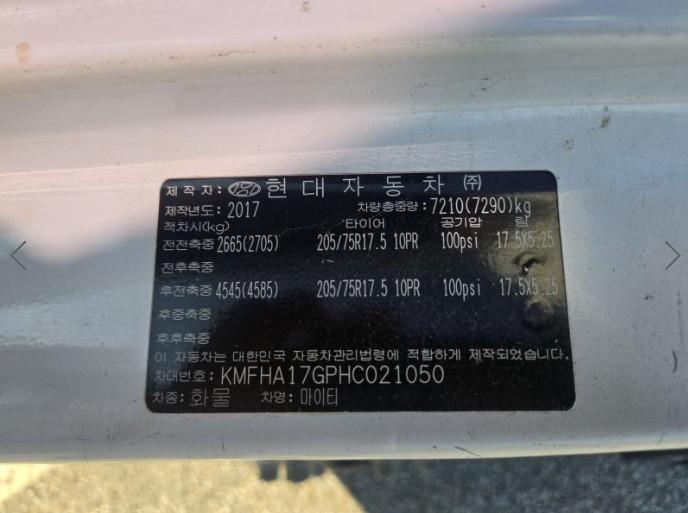 제작자: 현대자동차 ㈜
제작년도: 2017 차량총중량: 7210(7290)kg
적차시(kg) 타이어 공기압 림
전전축중 2665(2705) 205/75R17.5 10PR 100psi 17.5X5.25
전후축중
후전축중 4545(4585) 205/75R17.5 10PR 100psi 17.5X5.25
후중축중
후후축중
이 자동차는 대한민국 자동차관리법령에 적합하게 제작되었습니다.
차대번호: KMFHA17GPHC021050
차종: 화물 차명: 마이티